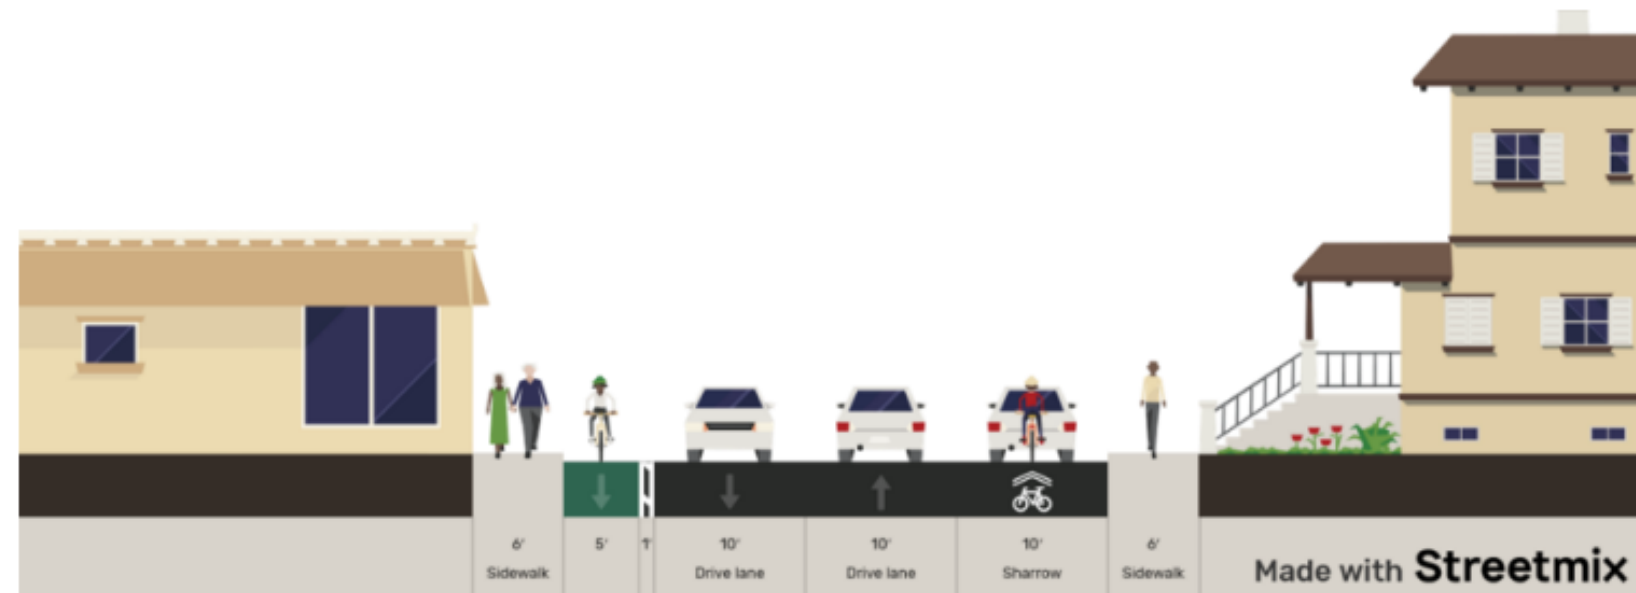 6' 5' 1' 10' 10' 10' 6'
Sidewalk Drive lane Drive lane Sharrow Sidewalk
Made with Streetmix